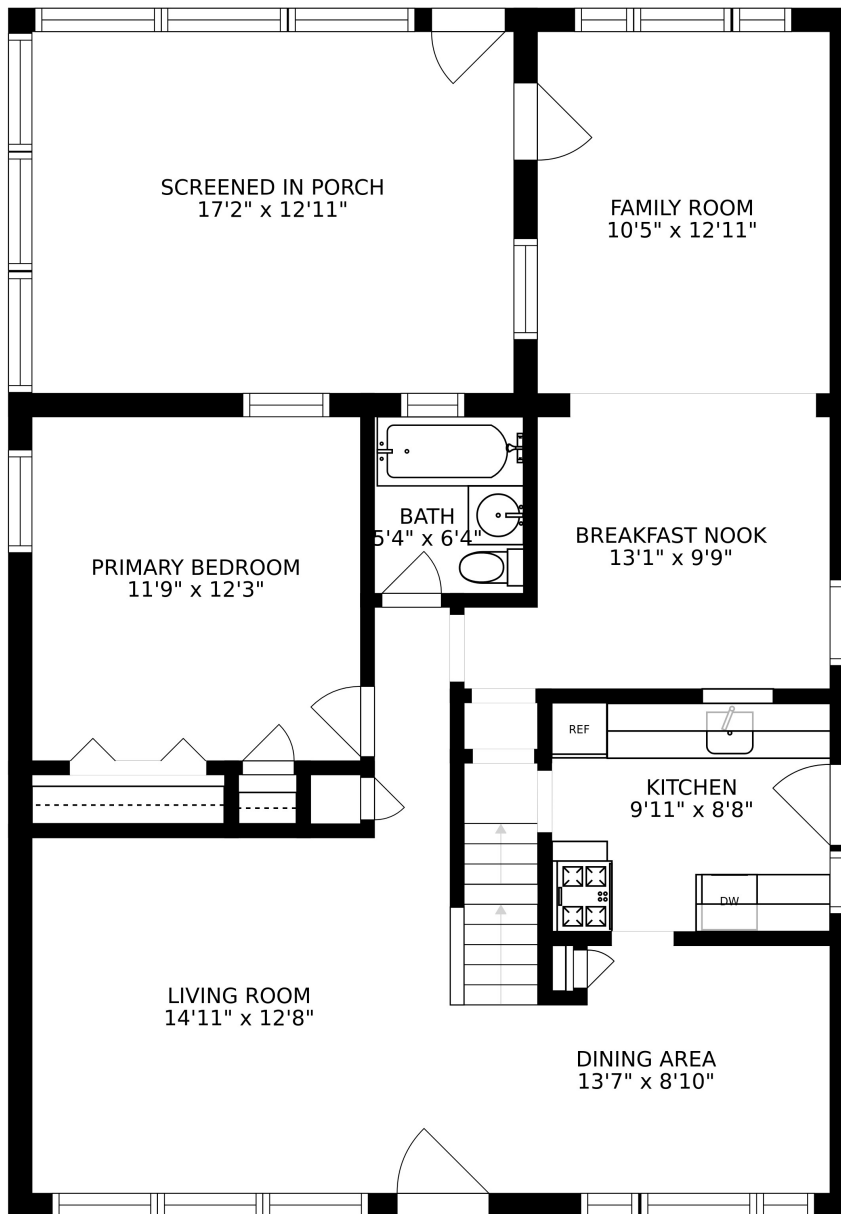 SCREENED IN PORCH
17'2" x 12'11"
FAMILY ROOM
10'5" x 12'11"
BATH
5'4" x 6'4"
BREAKFAST NOOK
13'1" x 9'9"
PRIMARY BEDROOM
11'9" x 12'3"
REF
KITCHEN
9'11" x 8'8"
DW
LIVING ROOM
14'11" x 12'8"
DINING AREA
13'7" x 8'10"